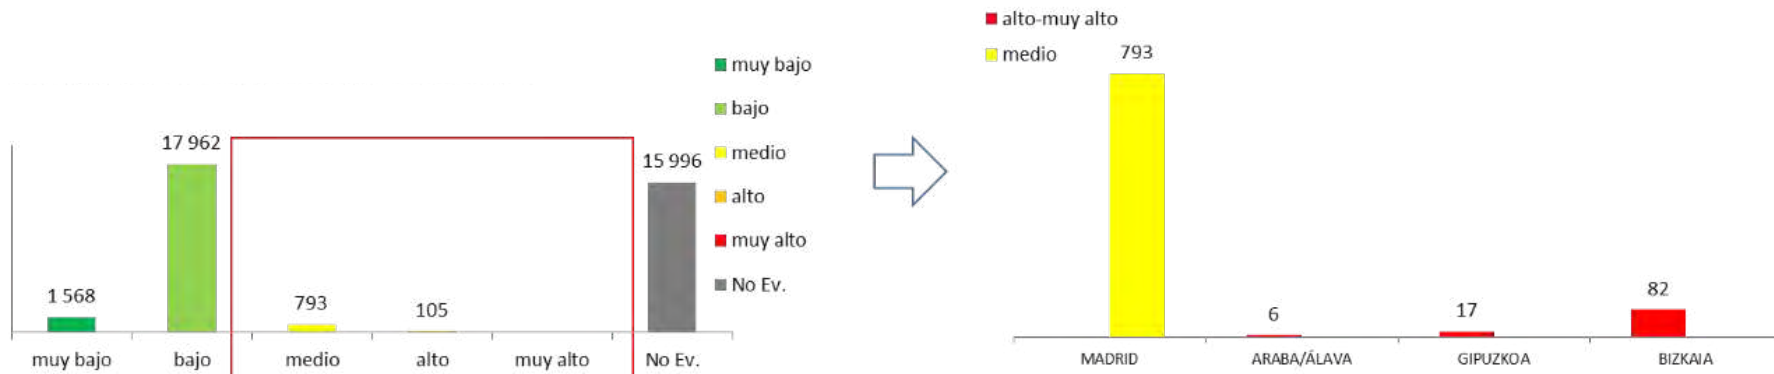 muy bajo
bajo
medio
alto
muy alto
No Ev.
1 568
17 962
793
105
15 996
muy bajo
bajo
medio
alto
muy alto
No Ev.
alto-muy alto
medio
793
6
17
82
MADRID
ARABA/ÁLAVA
GIPUZKOA
BIZKAIA